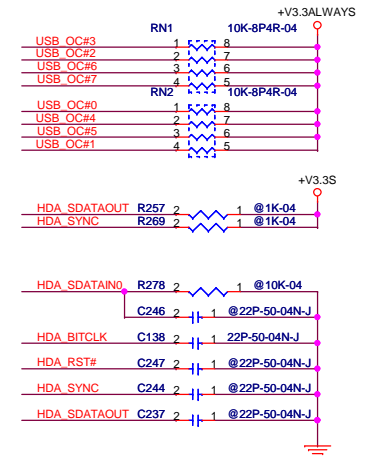 +V3.3ALWAYS
RN1 10K-8P4R-04
USB_OC#3 1 8
USB_OC#2 2 7
USB_OC#6 3 6
USB_OC#7 4 5
RN2 10K-8P4R-04
USB_OC#0 1 8
USB_OC#4 2 7
USB_OC#5 3 6
USB_OC#1 4 5
+V3.3S
HDA_SDATAOUT R257 2 1 @1K-04
HDA_SYNC R269 2 1 @1K-04
HDA_SDATAIN0 R278 2 1 @10K-04
C246 2 1 @22P-50-04N-J
HDA_BITCLK C138 2 1 22P-50-04N-J
HDA_RST# C247 2 1 @22P-50-04N-J
HDA_SYNC C244 2 1 @22P-50-04N-J
HDA_SDATAOUT C237 2 1 @22P-50-04N-J